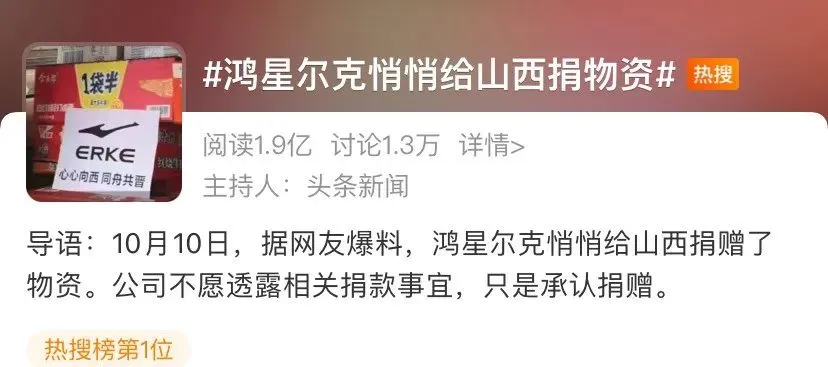 #鸿星尔克悄悄给山西捐物资# 热搜
1袋半
ERKE
心心向西 同舟共晋
阅读1.9亿 讨论1.3万 详情>
主持人：头条新闻
导语：10月10日，据网友爆料，鸿星尔克悄悄给山西捐赠了
物资。公司不愿透露相关捐款事宜，只是承认捐赠。
热搜榜第1位